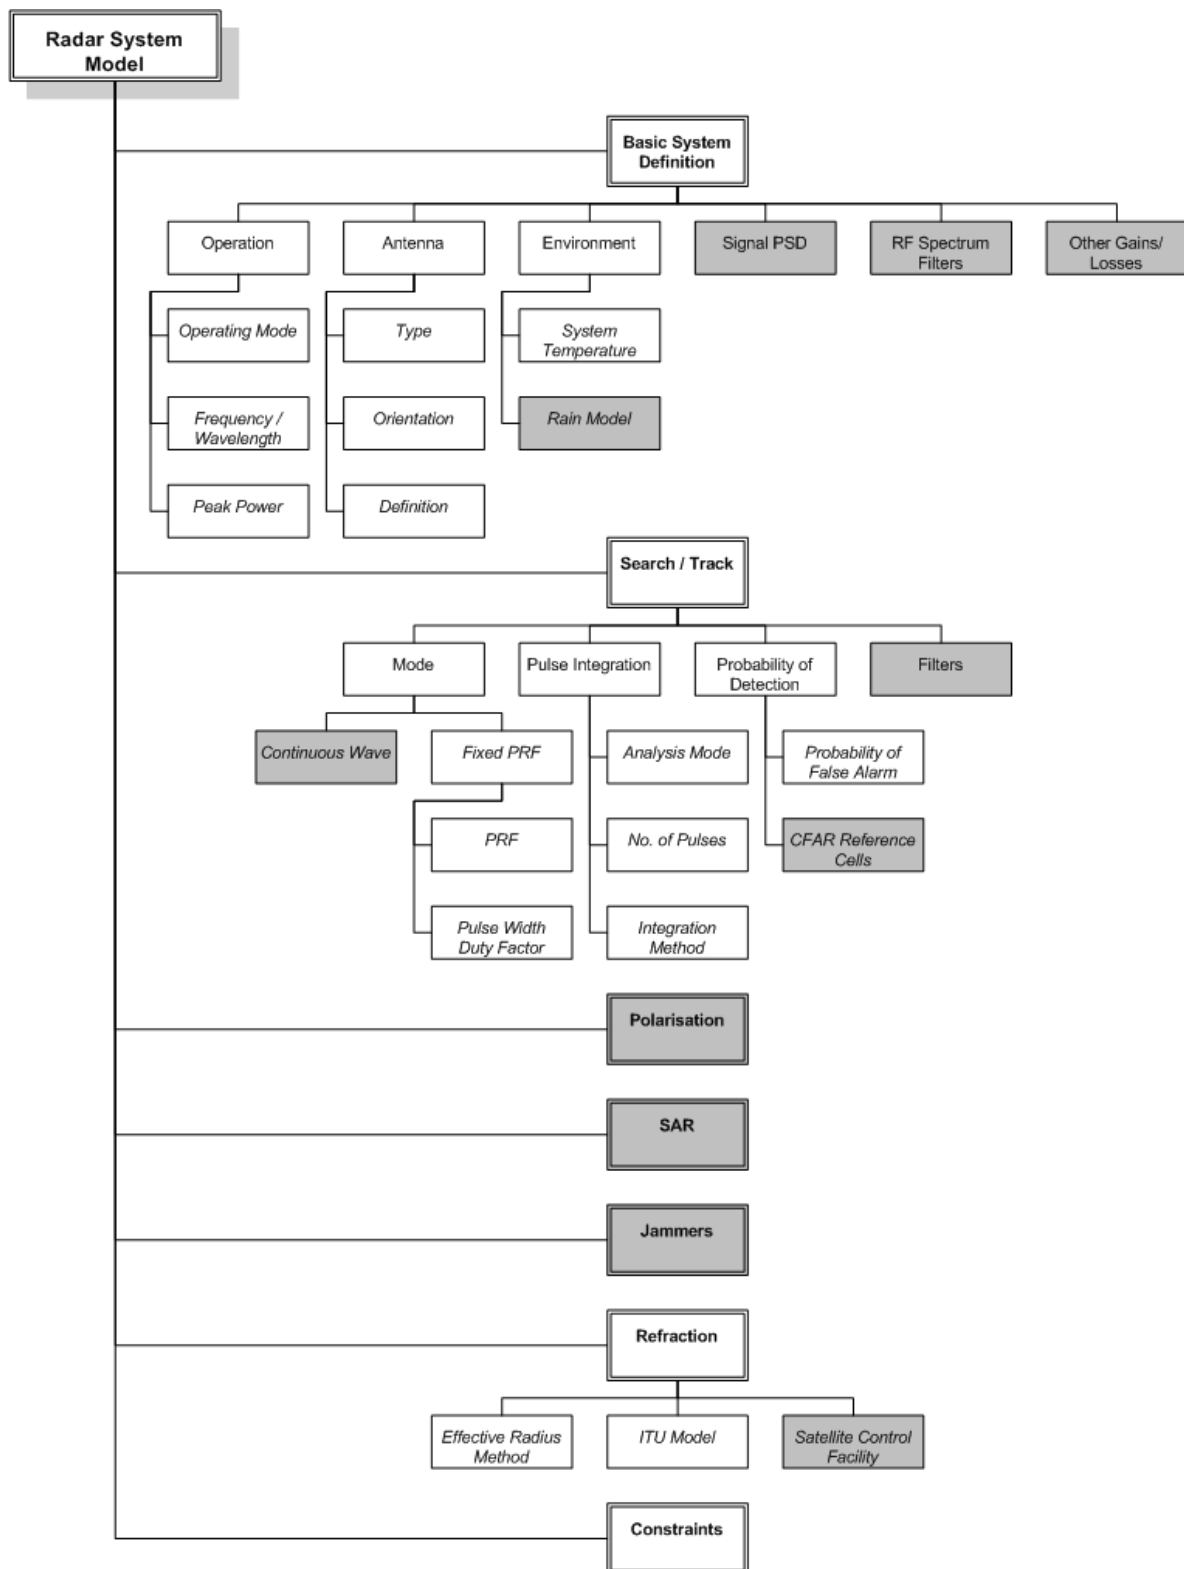 Radar System
Model
Basic System
Definition
Operation
Antenna
Environment
Signal PSD
RF Spectrum
Filters
Other Gains/
Losses
Operating Mode
Type
System
Temperature
Frequency /
Wavelength
Orientation
Rain Model
Peak Power
Definition
Search / Track
Mode
Pulse Integration
Probability of
Detection
Filters
Continuous Wave
Fixed PRF
Analysis Mode
Probability of
False Alarm
PRF
No. of Pulses
CFAR Reference
Cells
Pulse Width
Duty Factor
Integration
Method
Polarisation
SAR
Jammers
Refraction
Effective Radius
Method
ITU Model
Satellite Control
Facility
Constraints